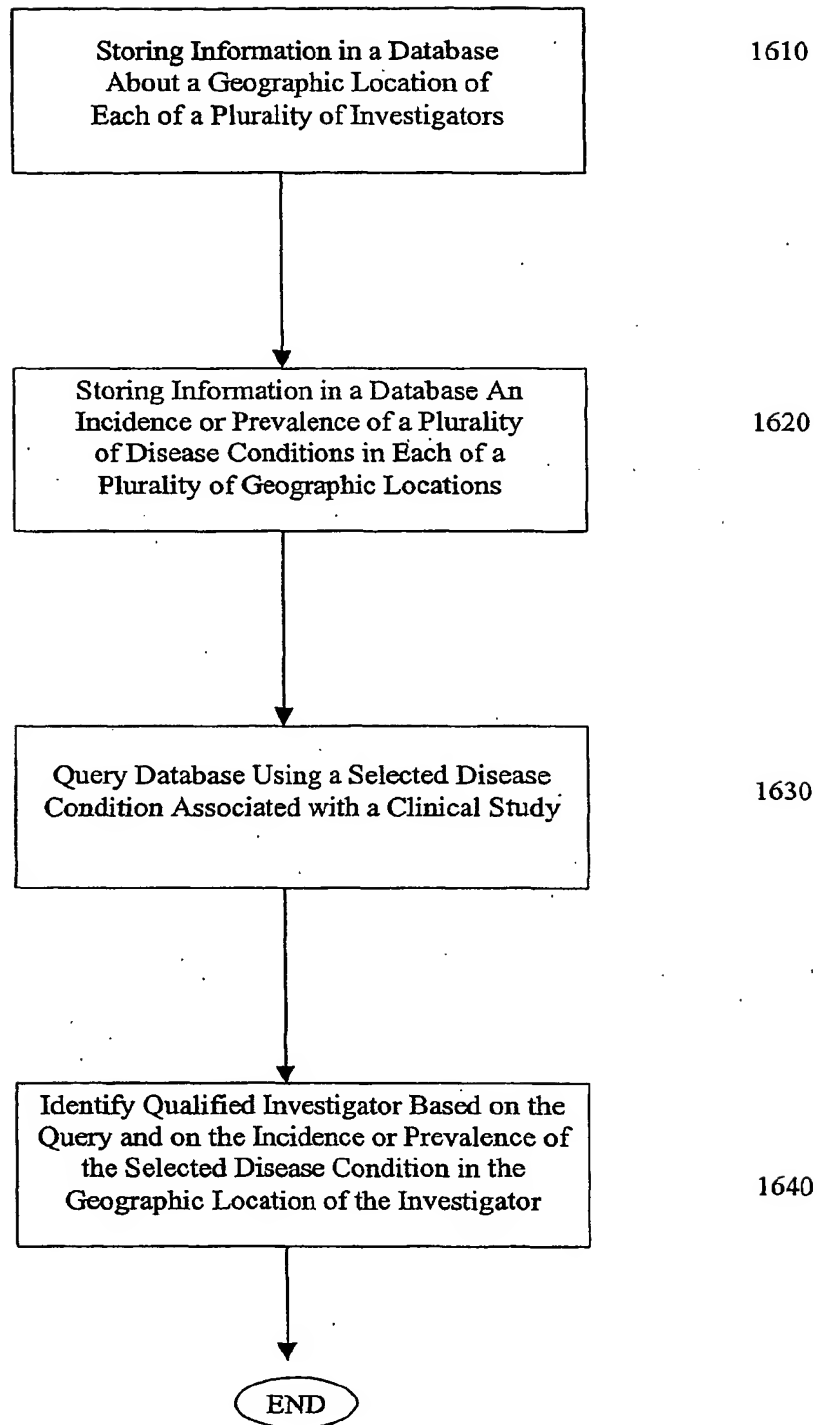 Storing Information in a Database
About a Geographic Location of
Each of a Plurality of Investigators
1610
Storing Information in a Database An
Incidence or Prevalence of a Plurality
of Disease Conditions in Each of a
Plurality of Geographic Locations
1620
Query Database Using a Selected Disease
Condition Associated with a Clinical Study
1630
Identify Qualified Investigator Based on the
Query and on the Incidence or Prevalence of
the Selected Disease Condition in the
Geographic Location of the Investigator
1640
END